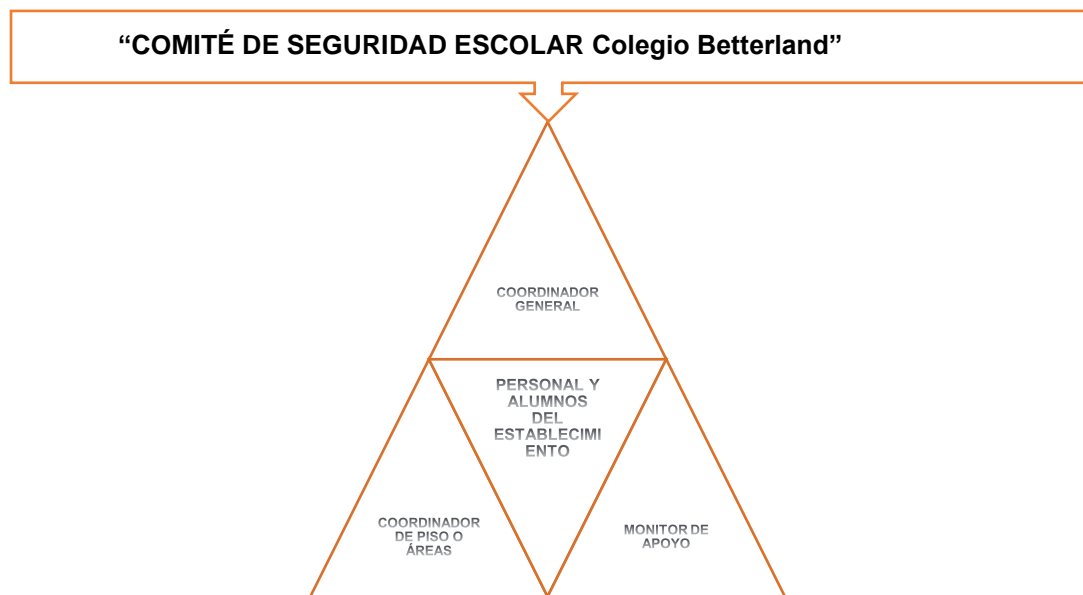 “COMITÉ DE SEGURIDAD ESCOLAR Colegio Betterland”
COORDINADOR
GENERAL
PERSONAL Y
ALUMNOS
DEL
ESTABLECIMI
ENTO
COORDINADOR
DE PISO O
ÁREAS
MONITOR DE
APOYO